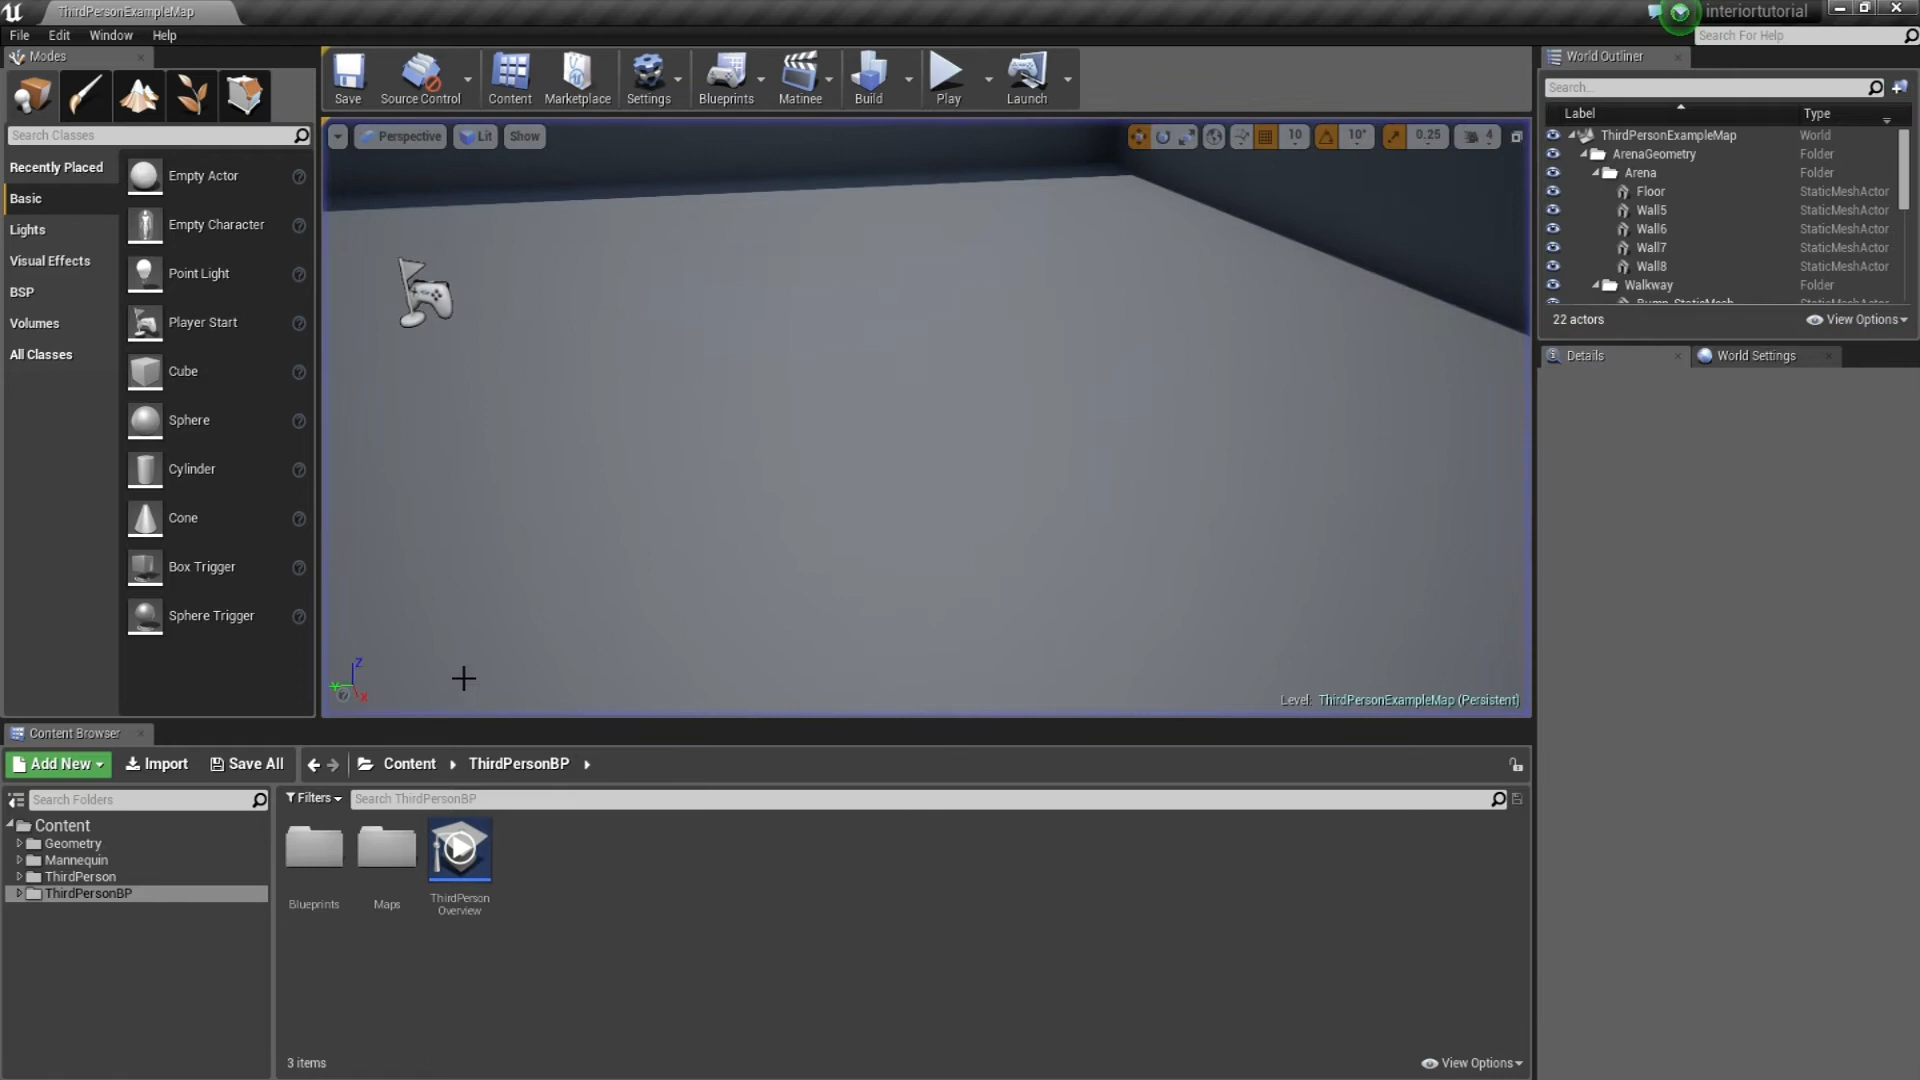 ThirdPersonExampleMap
interiortutorial
File Edit Window Help
Search For Help
Modes
Save
Source Control
Content
Marketplace
Settings
Blueprints
Matinee
Build
Play
Launch
World Outliner
Search...
Label Type
ThirdPersonExampleMap World
ArenaGeometry Folder
Arena Folder
Floor StaticMeshActor
Wall5 StaticMeshActor
Wall6 StaticMeshActor
Wall7 StaticMeshActor
Wall8 StaticMeshActor
Walkway Folder
Bump_StaticMesh
22 actors
View Options
Details
World Settings
Search Classes
Recently Placed
Basic
Lights
Visual Effects
BSP
Volumes
All Classes
Empty Actor
Empty Character
Point Light
Player Start
Cube
Sphere
Cylinder
Cone
Box Trigger
Sphere Trigger
Perspective
Lit
Show
10
10°
0.25
4
Z
Y
X
Level: ThirdPersonExampleMap (Persistent)
Content Browser
Add New
Import
Save All
Content
ThirdPersonBP
Search Folders
Filters
Search ThirdPersonBP
Content
Geometry
Mannequin
ThirdPerson
ThirdPersonBP
Blueprints
Maps
ThirdPerson
Overview
3 items
View Options